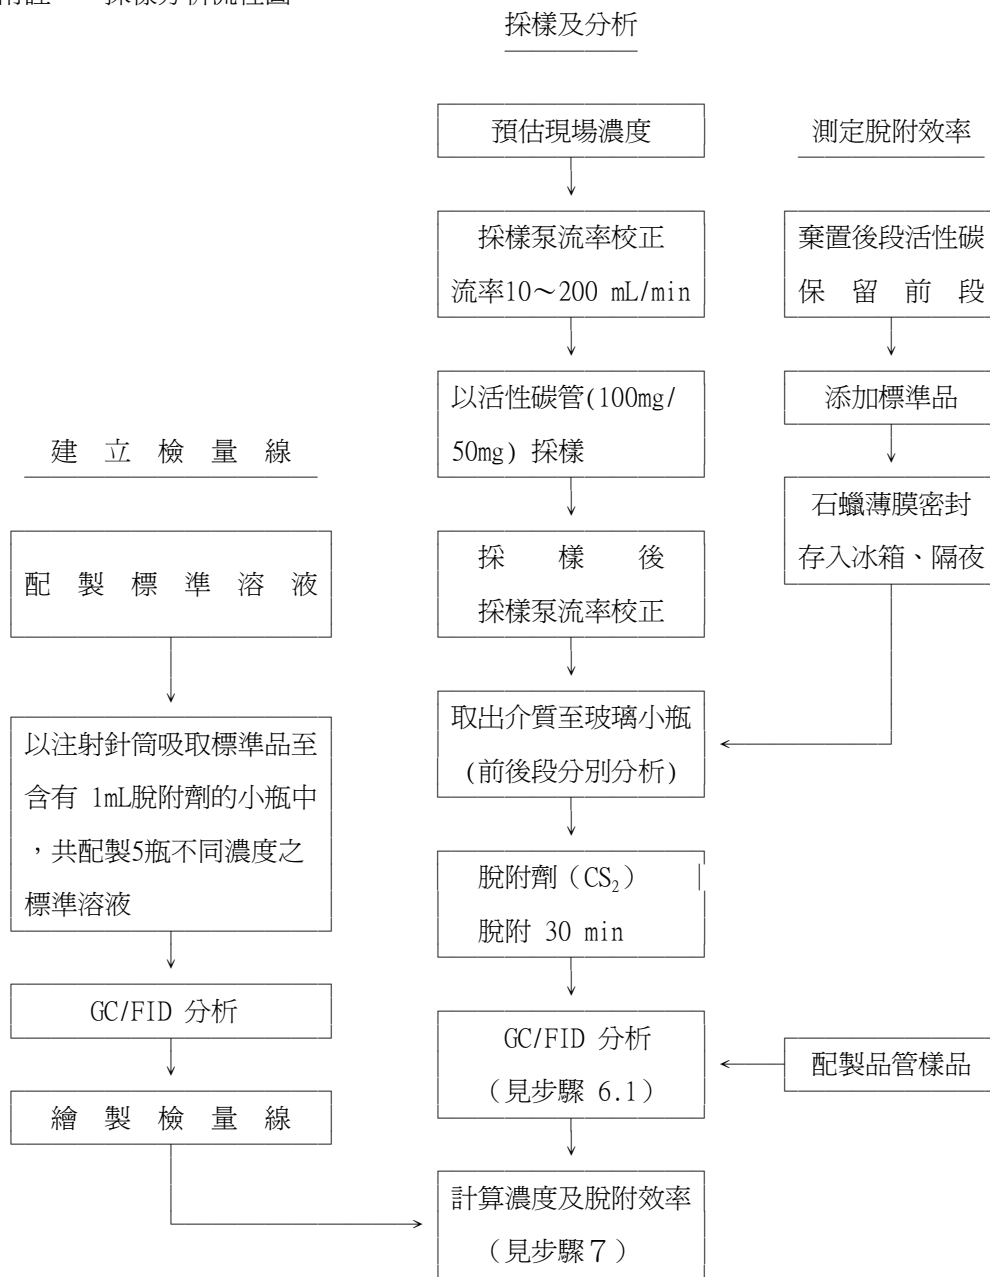 採樣分析流程圖
採樣及分析
預估現場濃度
採樣泵流率校正
流率10～200 mL/min
以活性碳管(100mg/
50mg) 採樣
採 樣 後
採樣泵流率校正
取出介質至玻璃小瓶
(前後段分別分析)
脫附劑（CS₂）
脫附 30 min
GC/FID 分析
（見步驟 6.1）
計算濃度及脫附效率
（見步驟７）
測定脫附效率
棄置後段活性碳
保 留 前 段
添加標準品
石蠟薄膜密封
存入冰箱、隔夜
配製品管樣品
建 立 檢 量 線
配 製 標 準 溶 液
以注射針筒吸取標準品至
含有 1mL脫附劑的小瓶中
，共配製5瓶不同濃度之
標準溶液
GC/FID 分析
繪 製 檢 量 線